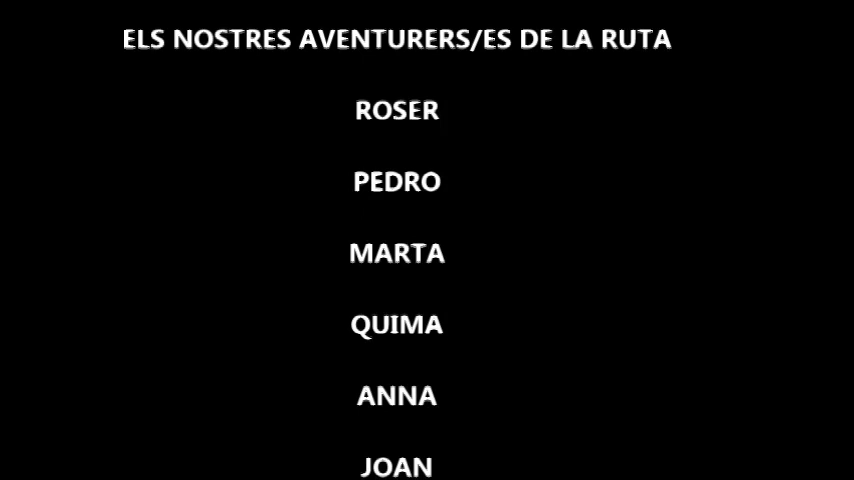 ELS NOSTRES AVENTURERS/ES DE LA RUTA
ROSER
PEDRO
MARTA
QUIMA
ANNA
JOAN